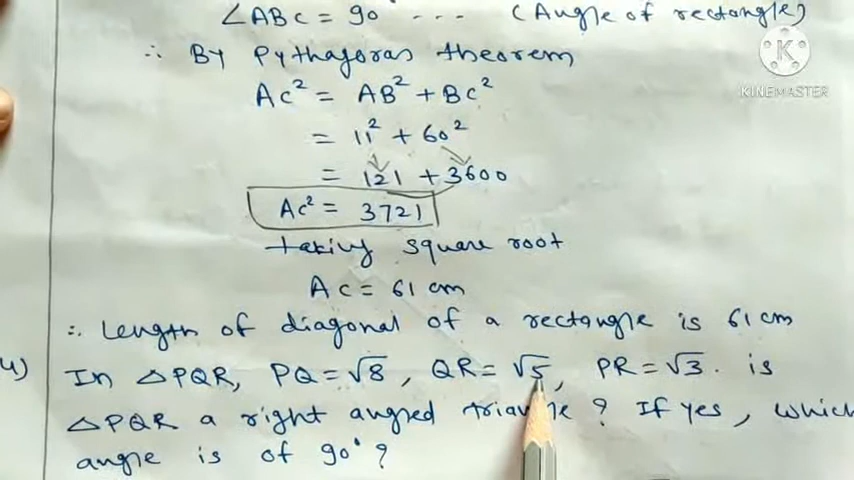 ∠ABC = 90 --- (Angle of rectangle)
∴ By Pythagoras theorem
AC² = AB² + BC²
= 11² + 60²
= 121 + 3600
AC² = 3721
taking square root
AC = 61 cm
∴ Length of diagonal of a rectangle is 61 cm
4) In △PQR, PQ = √8, QR = √5, PR = √3. is
△PQR a right angled triangle? If yes, which
angle is of 90°?
K
KINEMASTER